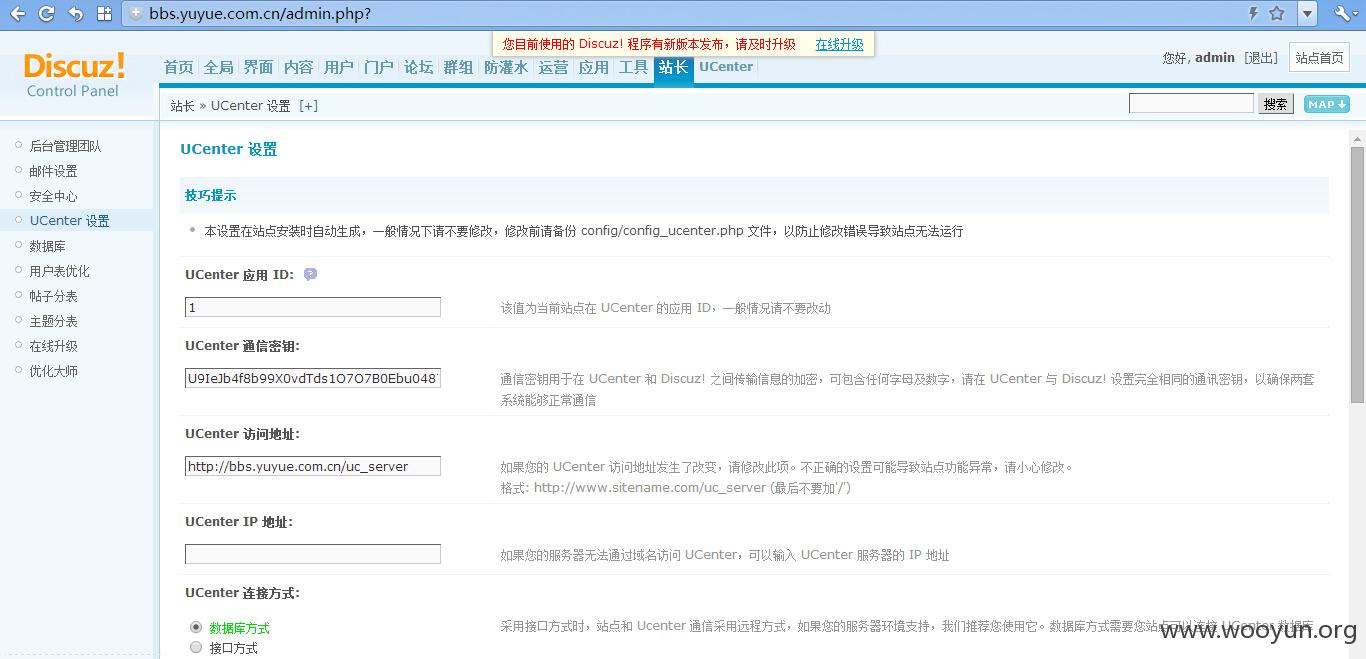 bbs.yuyue.com.cn/admin.php?
您目前使用的 Discuz! 程序有新版本发布，请及时升级 在线升级
Discuz!
Control Panel
首页 全局 界面 内容 用户 门户 论坛 群组 防灌水 运营 应用 工具 站长 UCenter
您好, admin [退出] 站点首页
站长 » UCenter 设置 [+]
搜索 MAP ↓
后台管理团队
邮件设置
安全中心
UCenter 设置
数据库
用户表优化
帖子分表
主题分表
在线升级
优化大师
UCenter 设置
技巧提示
本设置在站点安装时自动生成，一般情况下请不要修改，修改前请备份 config/config_ucenter.php 文件，以防止修改错误导致站点无法运行
UCenter 应用 ID: ?
1
该值为当前站点在 UCenter 的应用 ID，一般情况请不要改动
UCenter 通信密钥:
U9IeJb4f8b99X0vdTds1O7O7B0Ebu048
通信密钥用于在 UCenter 和 Discuz! 之间传输信息的加密，可包含任何字母及数字，请在 UCenter 与 Discuz! 设置完全相同的通讯密钥，以确保两套
系统能够正常通信
UCenter 访问地址:
http://bbs.yuyue.com.cn/uc_server
如果您的 UCenter 访问地址发生了改变，请修改此项。不正确的设置可能导致站点功能异常，请小心修改。
格式: http://www.sitename.com/uc_server (最后不要加'/')
UCenter IP 地址:
如果您的服务器无法通过域名访问 UCenter，可以输入 UCenter 服务器的 IP 地址
UCenter 连接方式:
数据库方式
接口方式
采用接口方式时，站点和 Ucenter 通信采用远程方式，如果您的服务器环境支持，我们推荐您使用它。数据库方式需要您站点可以连接 UCenter 数据库
www.wooyun.org